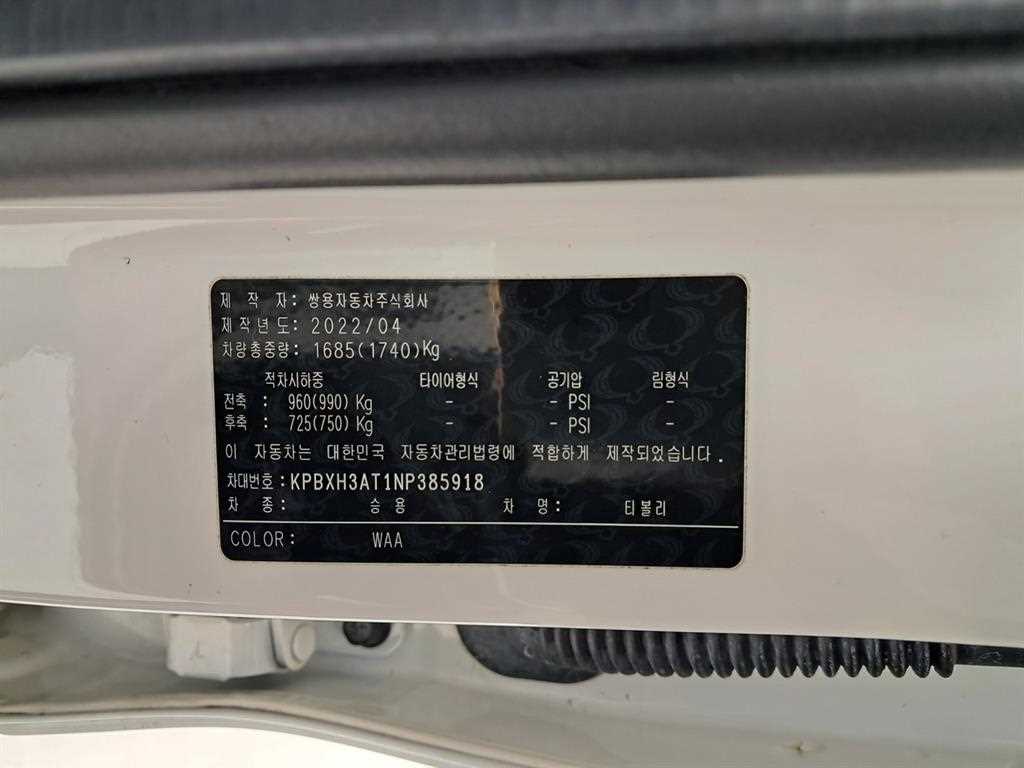 제 작 자: 쌍용자동차주식회사
제작년도: 2022/04
차량총중량: 1685(1740)Kg
적차시하중 타이어형식 공기압 림형식
전축 : 960(990) Kg - - PSI -
후축 : 725(750) Kg - - PSI -
이 자동차는 대한민국 자동차관리법령에 적합하게 제작되었습니다.
차대번호: KPBXH3AT1NP385918
차 종: 승용 차 명: 티볼리
COLOR: WAA